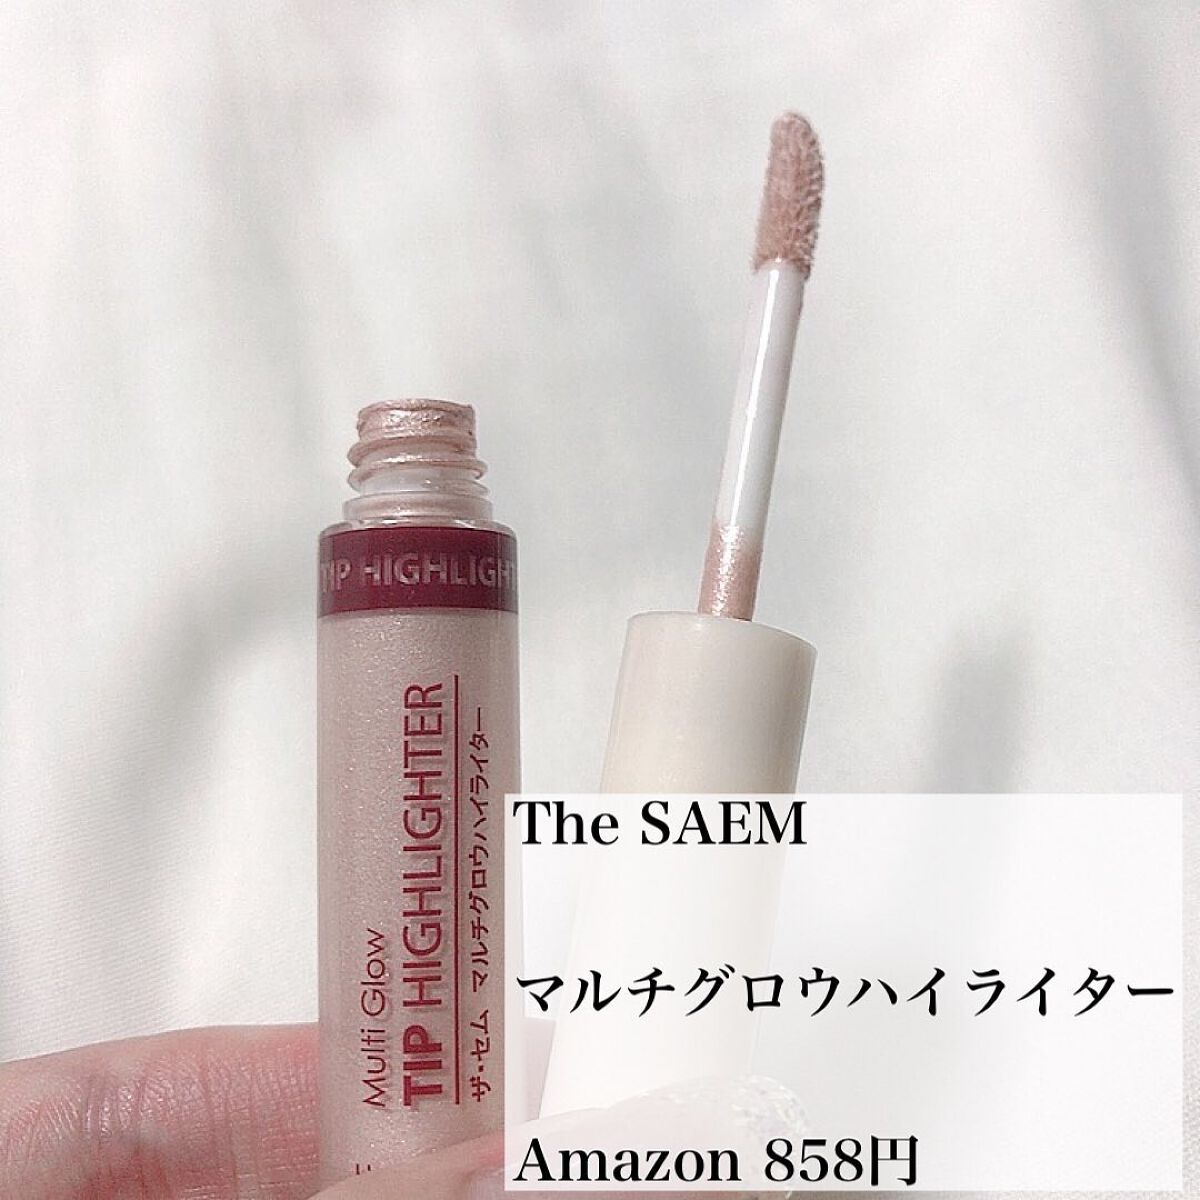 TIP HIGHLIGHT
Multi Glow
TIP HIGHLIGHTER
ザ・セム マルチグロウハイライター
The SAEM
マルチグロウハイライター
Amazon 858円